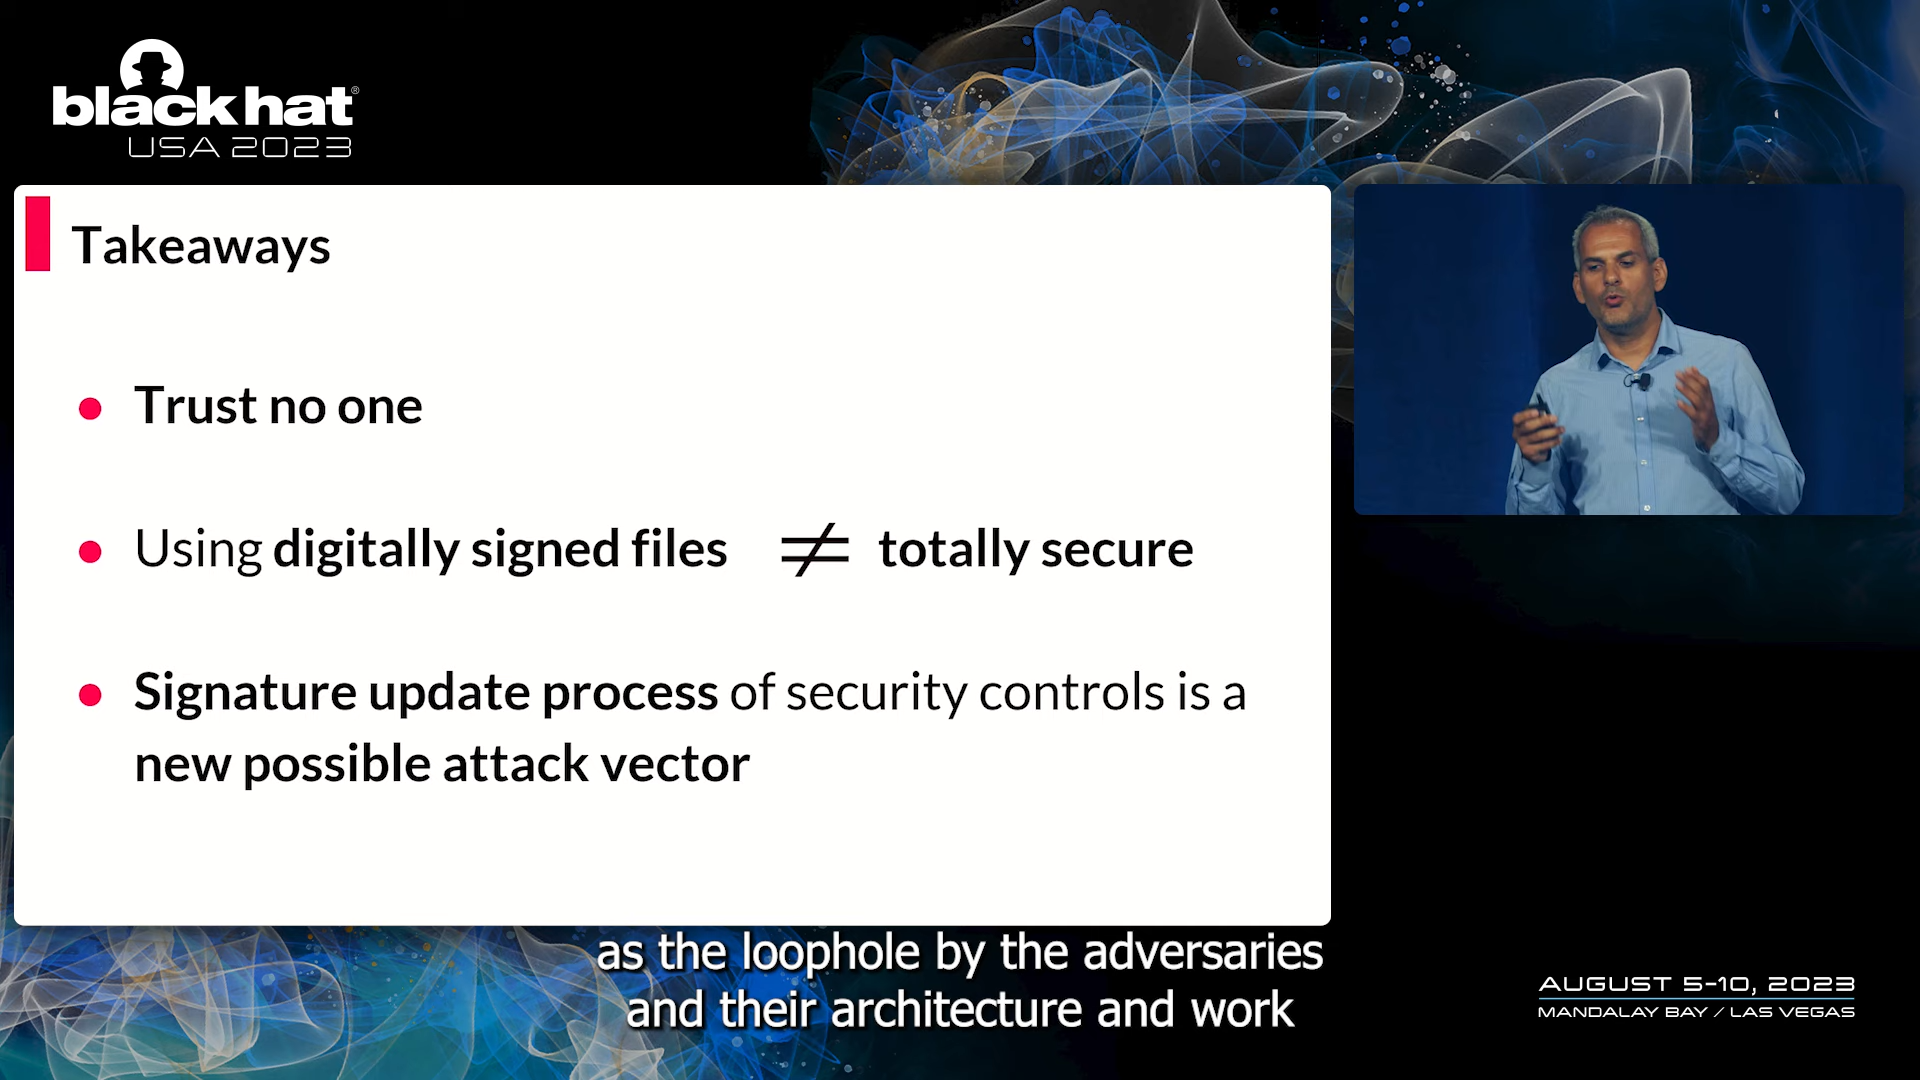 blackhat®
USA 2023
Takeaways
● Trust no one
● Using digitally signed files ≠ totally secure
● Signature update process of security controls is a
new possible attack vector
as the loophole by the adversaries
and their architecture and work
AUGUST 5-10, 2023
MANDALAY BAY / LAS VEGAS